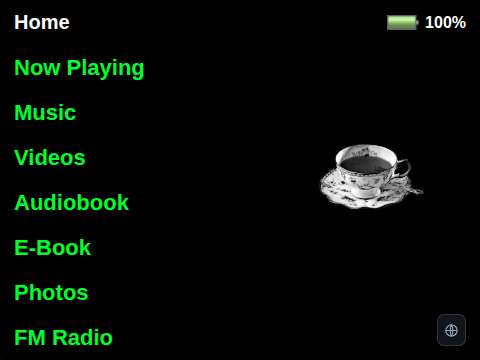 Home
100%
Now Playing
Music
Videos
Audiobook
E-Book
Photos
FM Radio